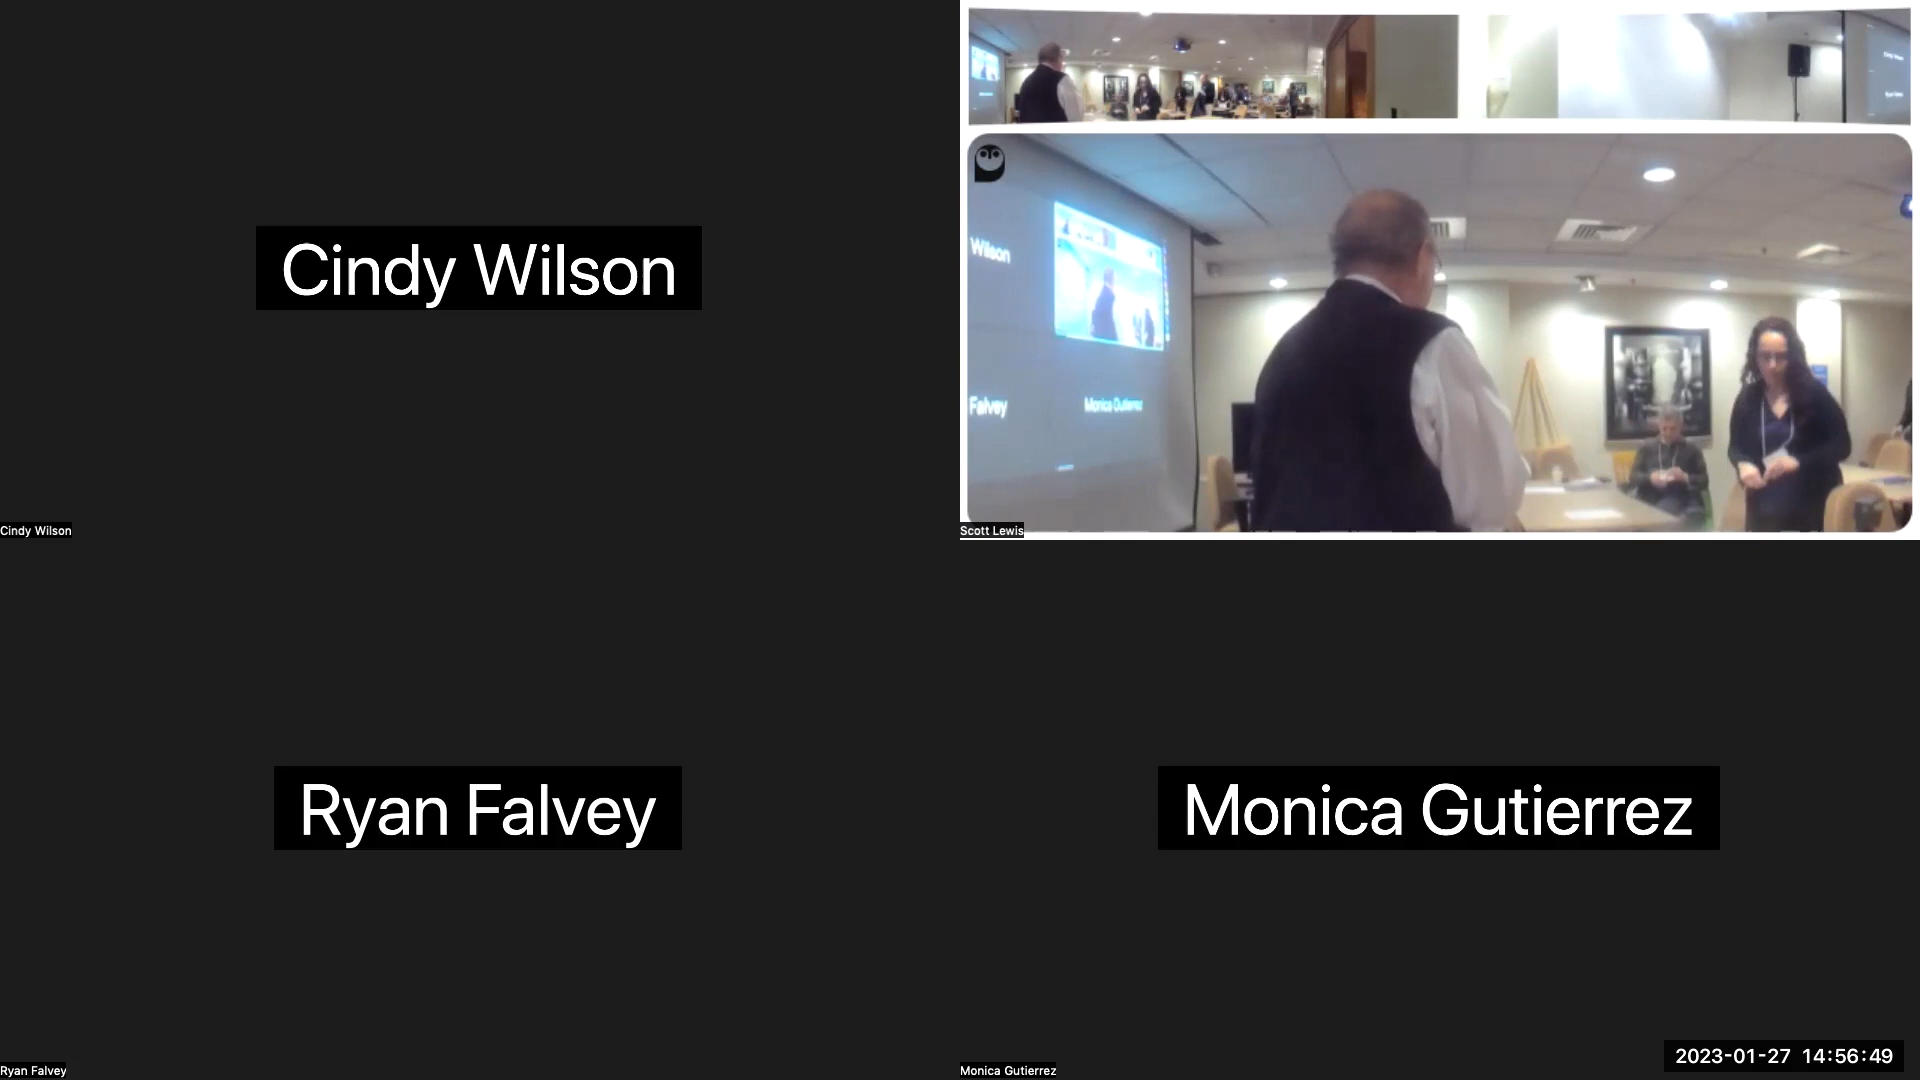 Cindy Wilson
Cindy Wilson
Wilson
Falvey
Monica Gutierrez
Scott Lewis
Ryan Falvey
Monica Gutierrez
Ryan Falvey
Monica Gutierrez
2023-01-27 14:56:49